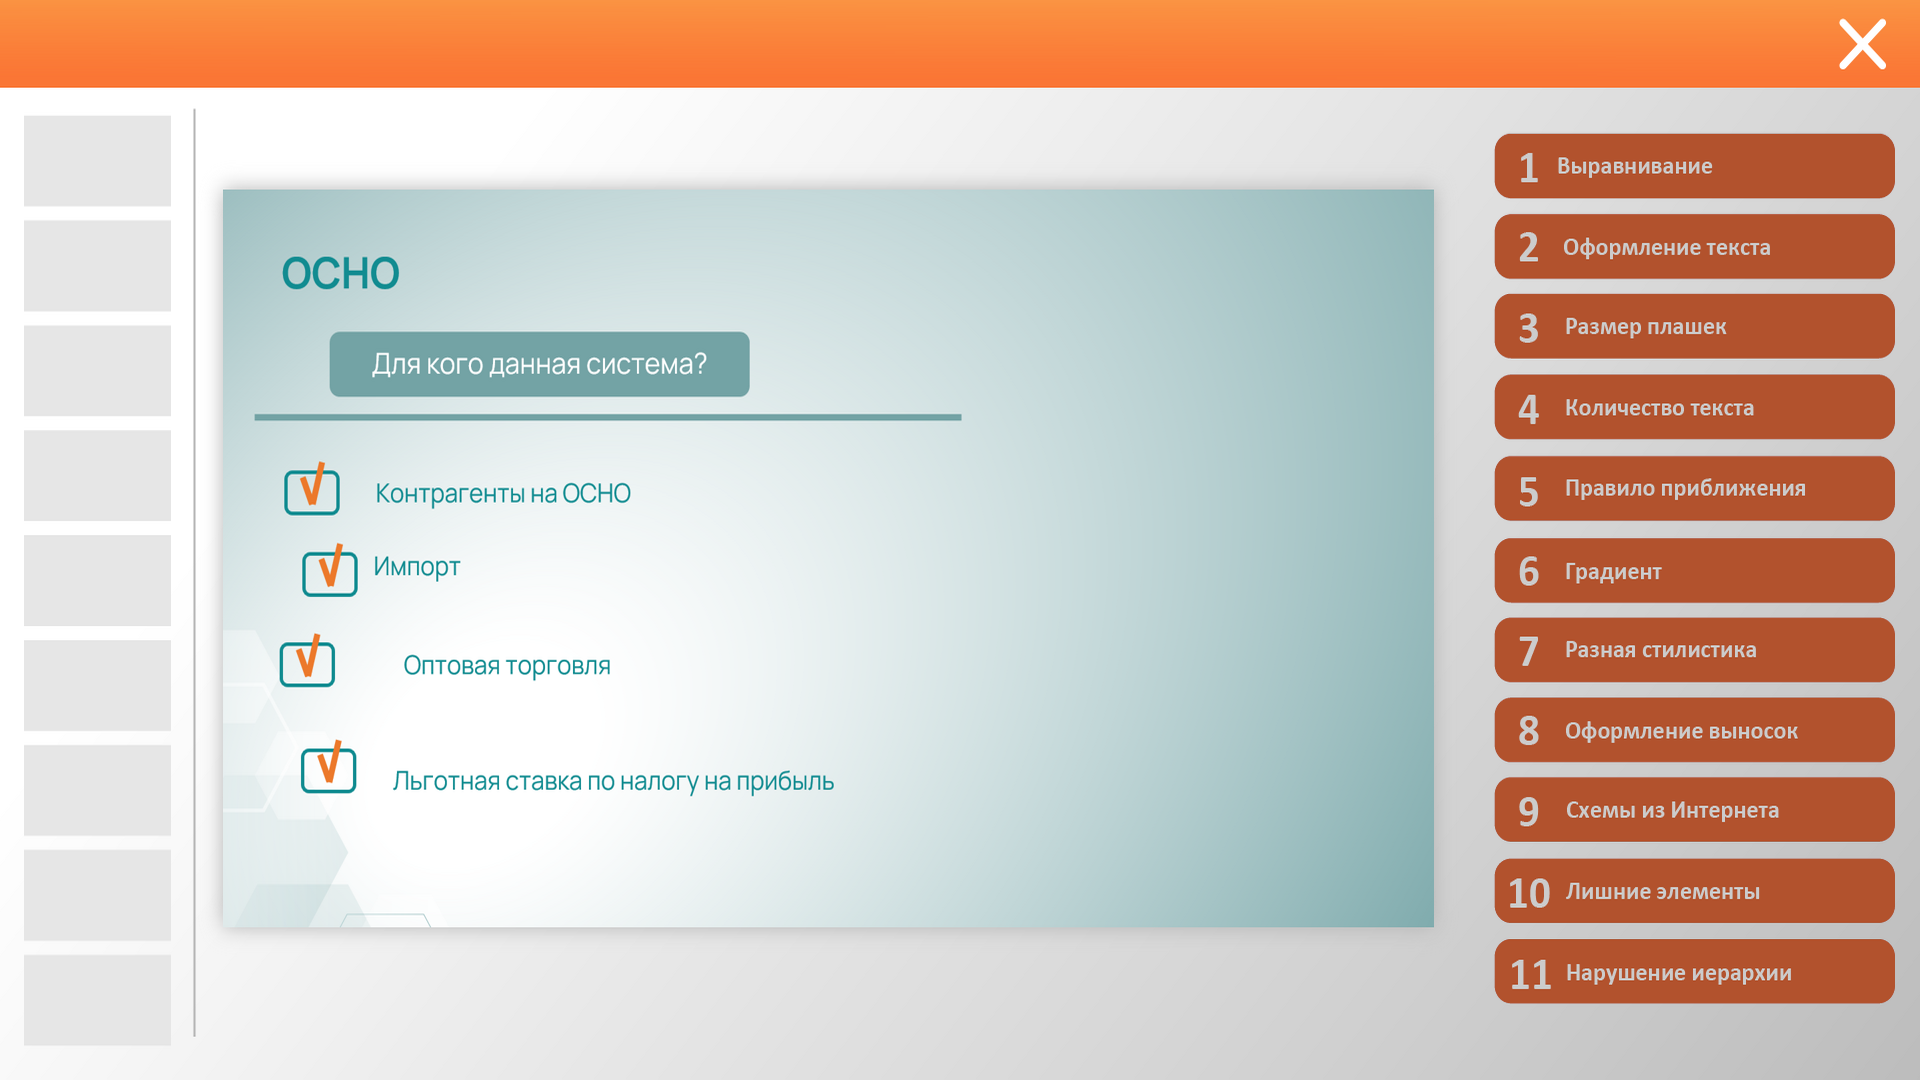 ОСНО
Для кого данная система?
Контрагенты на ОСНО
Импорт
Оптовая торговля
Льготная ставка по налогу на прибыль
1 Выравнивание
2 Оформление текста
3 Размер плашек
4 Количество текста
5 Правило приближения
6 Градиент
7 Разная стилистика
8 Оформление выносок
9 Схемы из Интернета
10 Лишние элементы
11 Нарушение иерархии